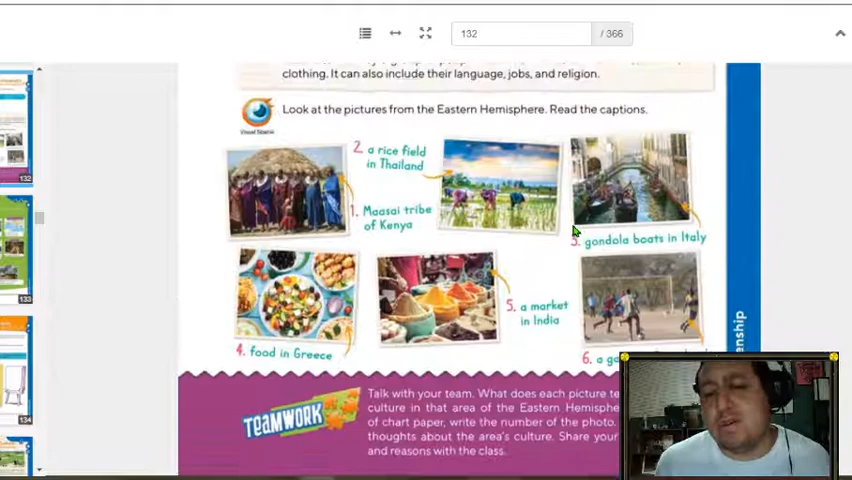 132 / 366
clothing. It can also include their language, jobs, and religion.
Look at the pictures from the Eastern Hemisphere. Read the captions.
2. a rice field
in Thailand
1. Maasai tribe
of Kenya
3. gondola boats in Italy
5. a market
in India
4. food in Greece
6. a
TEAMWORK
Talk with your team. What does each picture
culture in that area of the Eastern
of chart paper, write the number of the photo.
thoughts about the area's culture. Share your
and reasons with the class.
132
133
134